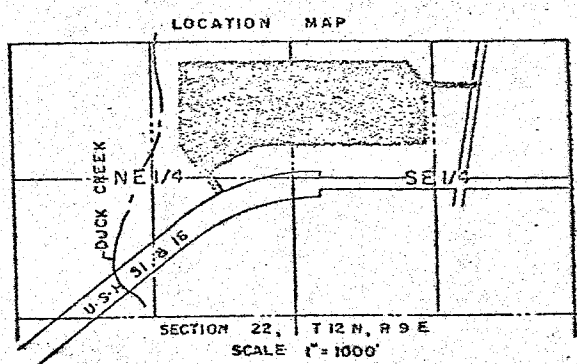 LOCATION MAP
DUCK CREEK
NE 1/4
SE 1/4
U.S.H. 51 & 16
SECTION 22, T 12 N, R 9 E
SCALE 1" = 1000'